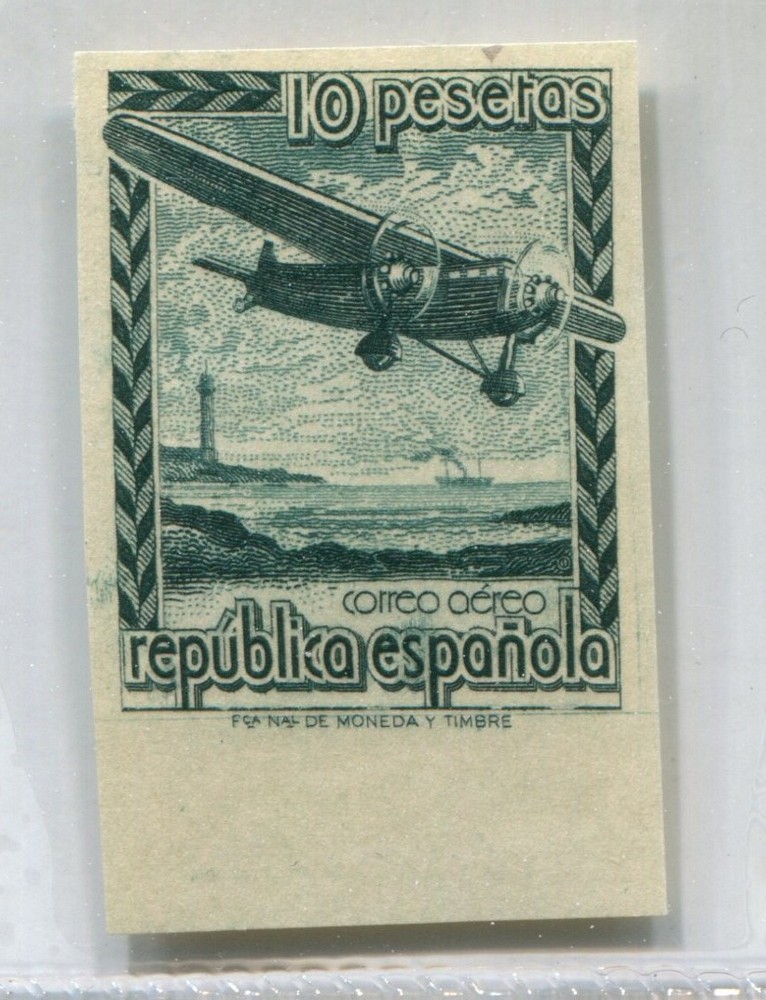 10 pesetas
correo aéreo
república española
FCA NAL DE MONEDA Y TIMBRE